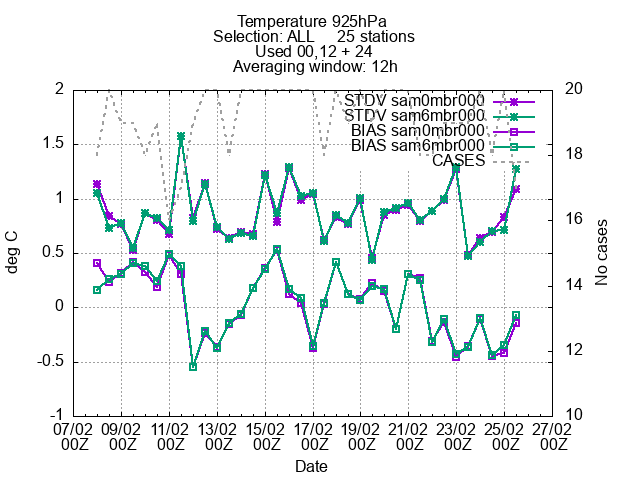 Temperature 925hPa
Selection: ALL 25 stations
Used 00,12 + 24
Averaging window: 12h
STDV sam0mbr000
STDV sam6mbr000
BIAS sam0mbr000
BIAS sam6mbr000
CASES
2
1.5
1
0.5
0
-0.5
-1
deg C
20
18
16
14
12
10
No cases
07/02 09/02 11/02 13/02 15/02 17/02 19/02 21/02 23/02 25/02 27/02
00Z 00Z 00Z 00Z 00Z 00Z 00Z 00Z 00Z 00Z 00Z
Date